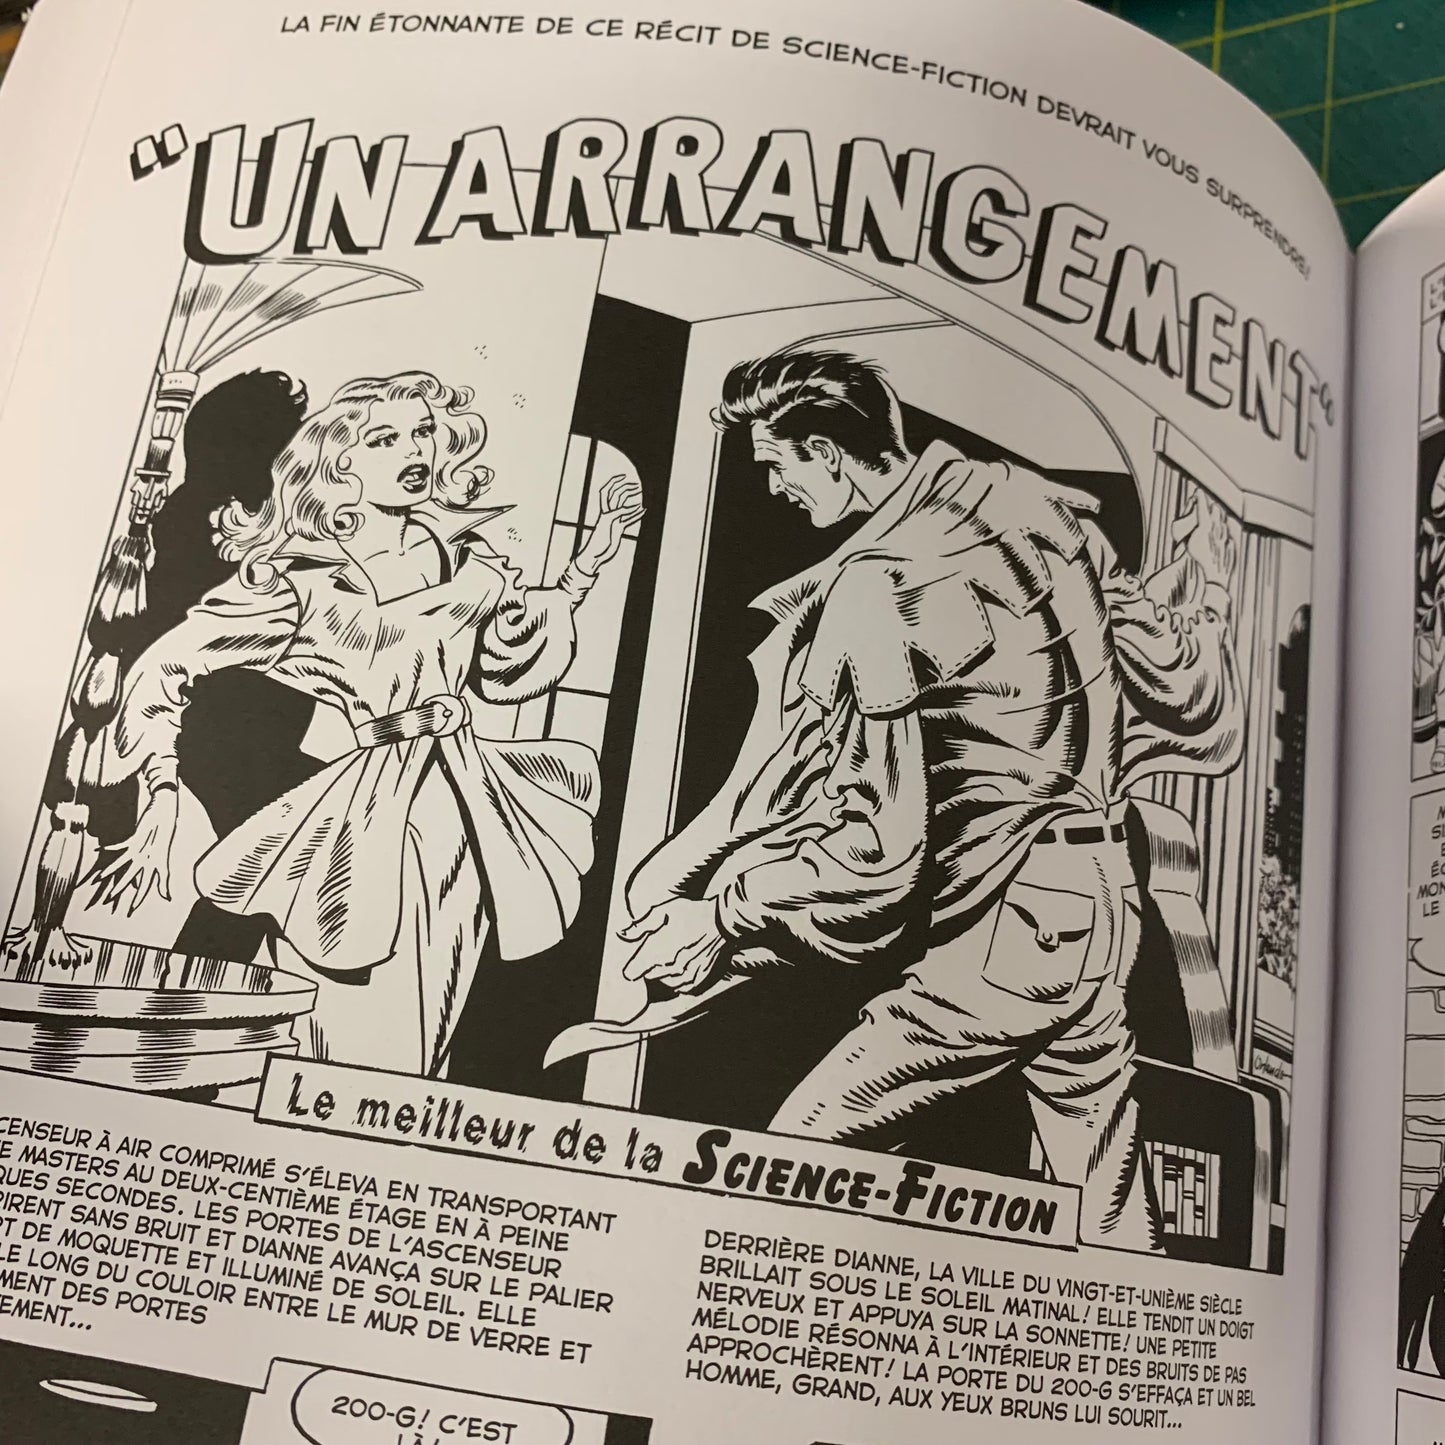 LA FIN ÉTONNANTE DE CE RÉCIT DE SCIENCE-FICTION DEVRAIT VOUS SURPRENDRE!
"UN ARRANGEMENT"
Orlando
Le meilleur de la SCIENCE-FICTION
CENSEUR À AIR COMPRIMÉ S'ÉLEVA EN TRANSPORTANT
E MASTERS AU DEUX-CENTIÈME ÉTAGE EN À PEINE
QUES SECONDES. LES PORTES DE L'ASCENSEUR
RIRENT SANS BRUIT ET DIANNE AVANÇA SUR LE PALIER
RT DE MOQUETTE ET ILLUMINÉ DE SOLEIL. ELLE
LE LONG DU COULOIR ENTRE LE MUR DE VERRE ET
MENT DES PORTES
EMENT...
DERRIÈRE DIANNE, LA VILLE DU VINGT-ET-UNIÈME SIÈCLE
BRILLAIT SOUS LE SOLEIL MATINAL! ELLE TENDIT UN DOIGT
NERVEUX ET APPUYA SUR LA SONNETTE! UNE PETITE
MÉLODIE RÉSONNA À L'INTÉRIEUR ET DES BRUITS DE PAS
APPROCHÈRENT! LA PORTE DU 200-G S'EFFAÇA ET UN BEL
HOMME, GRAND, AUX YEUX BRUNS LUI SOURIT...
200-G! C'EST
LÀ!
MON
LE